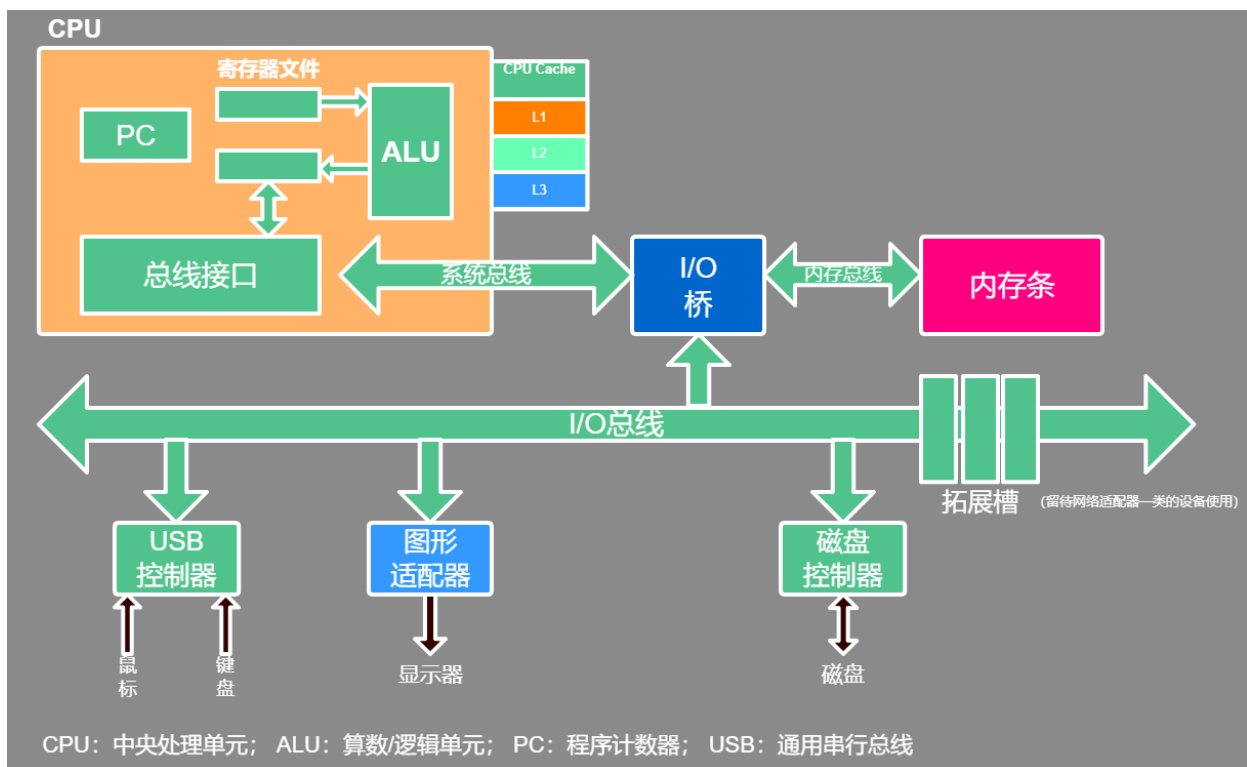 CPU
寄存器文件
CPU Cache
PC
L1
ALU
L2
L3
总线接口
系统总线
I/O
桥
内存总线
内存条
I/O总线
拓展槽
(留待网络适配器一类的设备使用)
USB
控制器
图形
适配器
磁盘
控制器
鼠
标
键
盘
显示器
磁盘
CPU：中央处理单元； ALU：算数/逻辑单元； PC：程序计数器； USB：通用串行总线